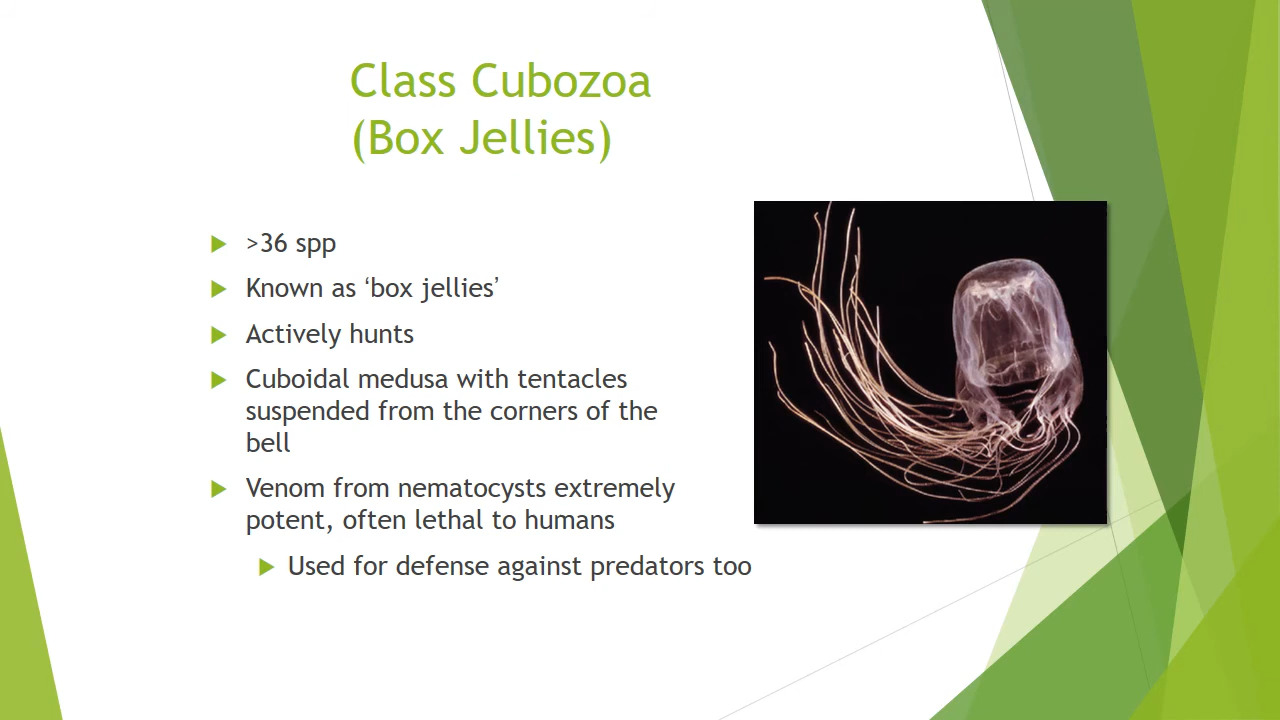 Class Cubozoa
(Box Jellies)
>36 spp
Known as ‘box jellies’
Actively hunts
Cuboidal medusa with tentacles
suspended from the corners of the
bell
Venom from nematocysts extremely
potent, often lethal to humans
Used for defense against predators too